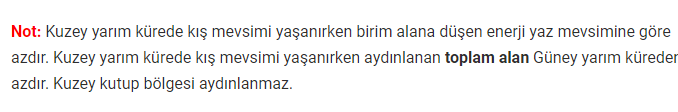 Not: Kuzey yarım kürede kış mevsimi yaşanırken birim alana düşen enerji yaz mevsimine göre
azdır. Kuzey yarım kürede kış mevsimi yaşanırken aydınlanan toplam alan Güney yarım küreden
azdır. Kuzey kutup bölgesi aydınlanmaz.